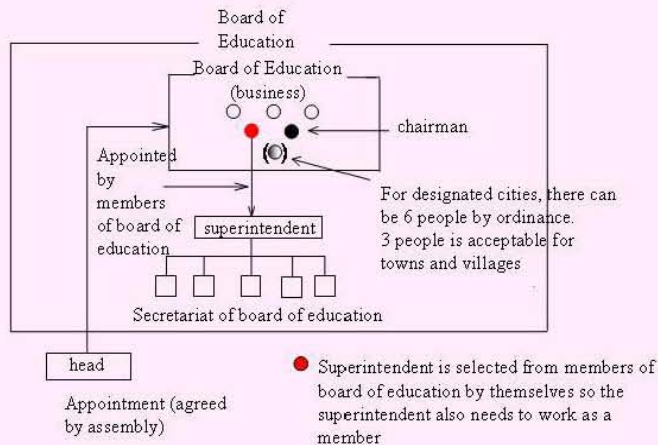 Board of
Education
Board of Education
(business)
chairman
Appointed
by
members
of board of
education
For designated cities, there can
be 6 people by ordinance.
3 people is acceptable for
towns and villages
superintendent
Secretariat of board of education
head
Appointment (agreed
by assembly)
Superintendent is selected from members of
board of education by themselves so the
superintendent also needs to work as a
member